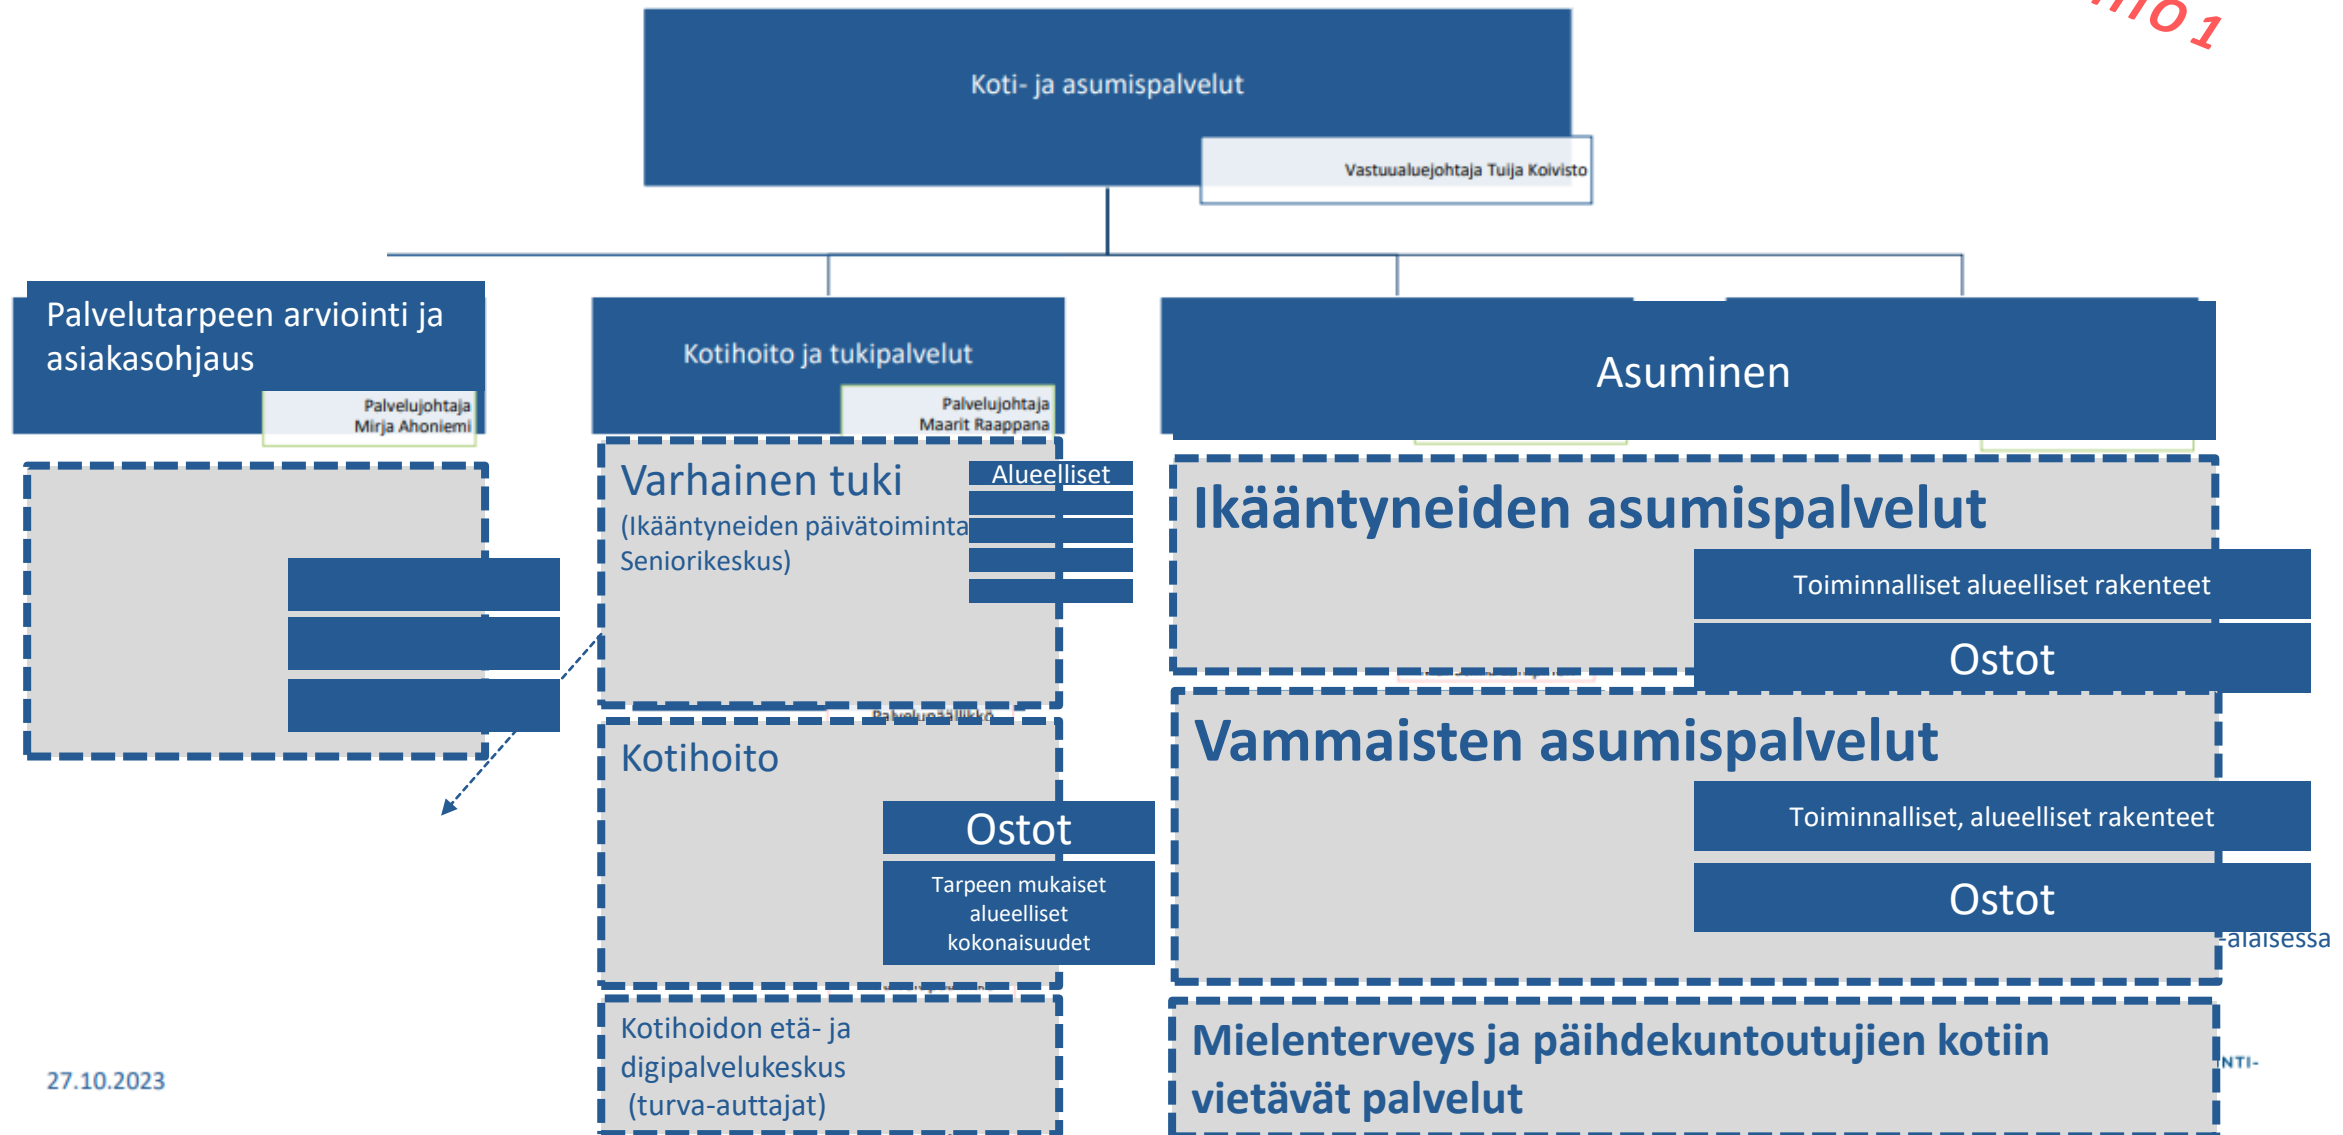 Koti- ja asumispalvelut
Vastuualuejohtaja Tuija Koivisto
Palvelutarpeen arviointi ja
asiakasohjaus
Palvelujohtaja
Mirja Ahoniemi
Kotihoito ja tukipalvelut
Palvelujohtaja
Maarit Raappana
Asuminen
Varhainen tuki
(Ikääntyneiden päivätoiminta
Seniorikeskus)
Alueelliset
Palvelupäällikkö
Kotihoito
Ostot
Tarpeen mukaiset
alueelliset
kokonaisuudet
Kotihoidon etä- ja
digipalvelukeskus
(turva-auttajat)
Ikääntyneiden asumispalvelut
Toiminnalliset alueelliset rakenteet
Ostot
Vammaisten asumispalvelut
Toiminnalliset, alueelliset rakenteet
Ostot
-alaisessa
Mielenterveys ja päihdekuntoutujien kotiin
vietävät palvelut
NTI-
27.10.2023